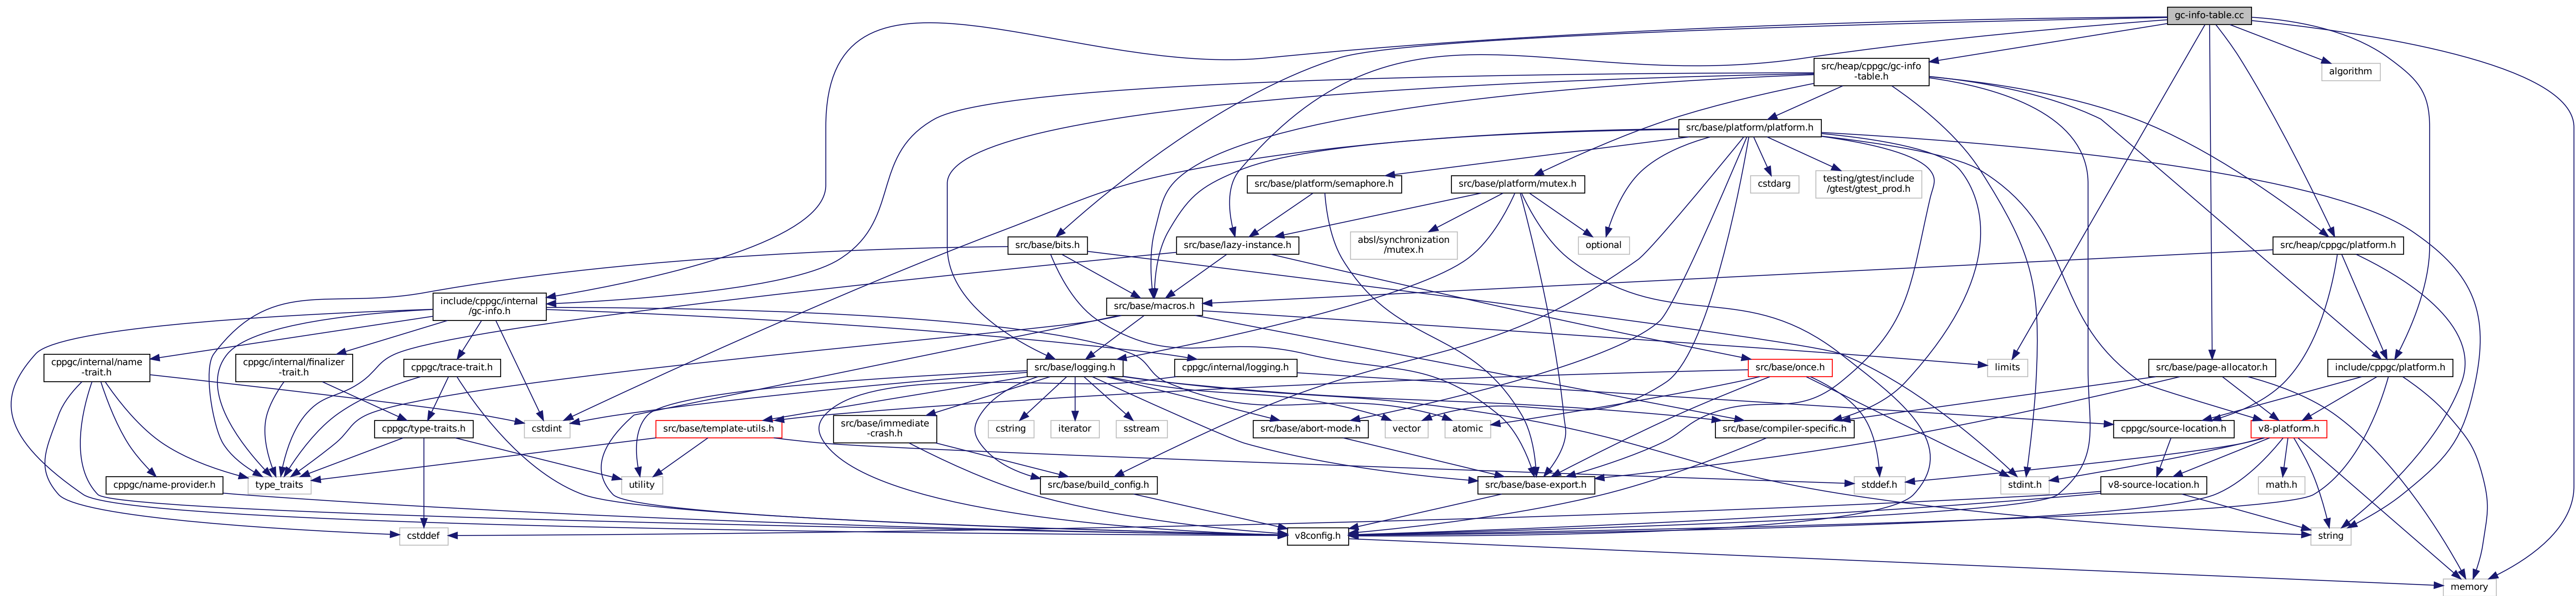 gc-info-table.cc
src/heap/cppgc/gc-info
-table.h
algorithm
src/base/platform/platform.h
src/base/platform/semaphore.h
src/base/platform/mutex.h
cstdarg
testing/gtest/include
/gtest/gtest_prod.h
src/base/bits.h
src/base/lazy-instance.h
absl/synchronization
/mutex.h
optional
src/heap/cppgc/platform.h
include/cppgc/internal
/gc-info.h
src/base/macros.h
cppgc/internal/name
-trait.h
cppgc/internal/finalizer
-trait.h
cppgc/trace-trait.h
src/base/logging.h
cppgc/internal/logging.h
src/base/once.h
limits
src/base/page-allocator.h
include/cppgc/platform.h
cppgc/type-traits.h
cstdint
src/base/template-utils.h
src/base/immediate
-crash.h
cstring
iterator
sstream
src/base/abort-mode.h
vector
atomic
src/base/compiler-specific.h
cppgc/source-location.h
v8-platform.h
cppgc/name-provider.h
type_traits
utility
src/base/build_config.h
src/base/base-export.h
stddef.h
stdint.h
v8-source-location.h
math.h
cstddef
v8config.h
string
memory